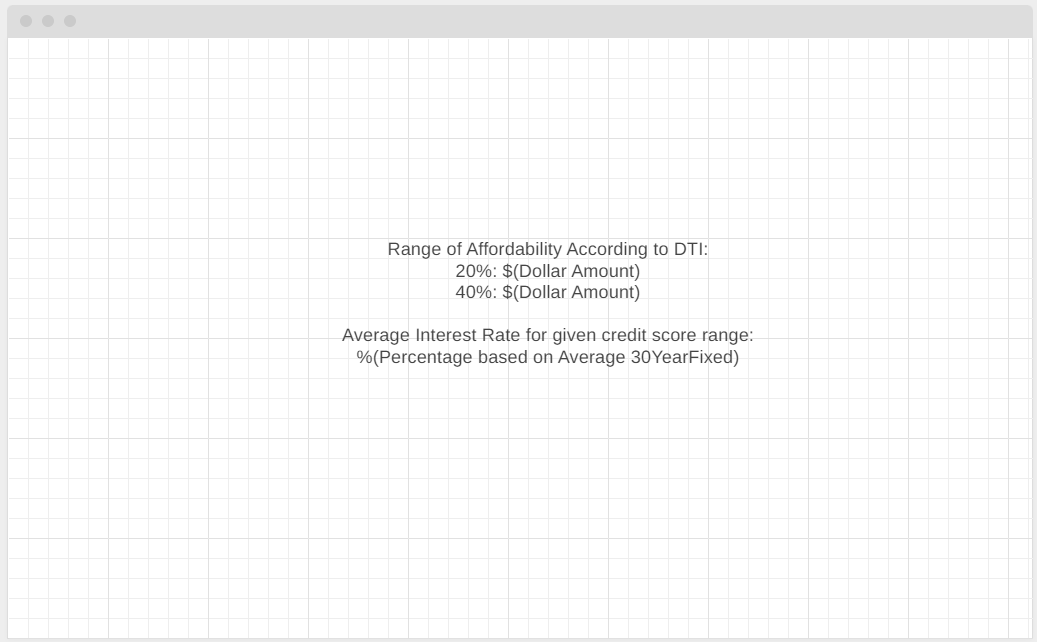 Range of Affordability According to DTI:
20%: $(Dollar Amount)
40%: $(Dollar Amount)
Average Interest Rate for given credit score range:
%(Percentage based on Average 30YearFixed)